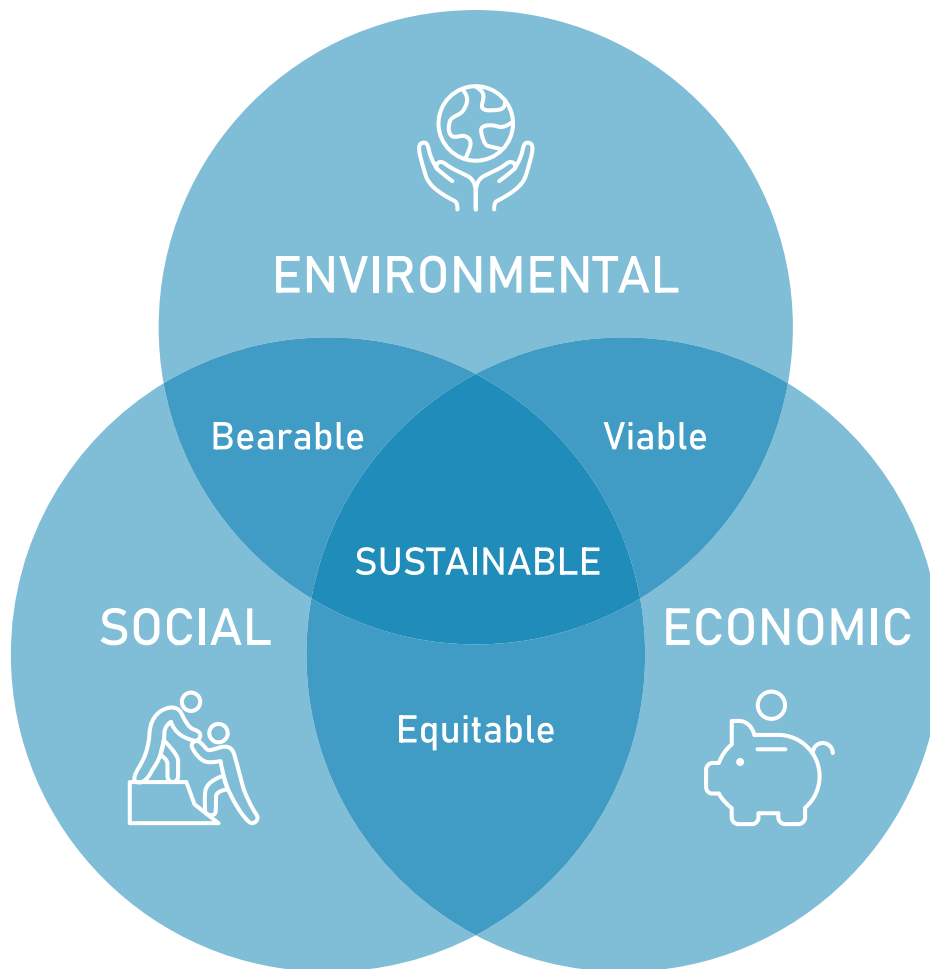 ENVIRONMENTAL
Bearable
Viable
SUSTAINABLE
SOCIAL
ECONOMIC
Equitable